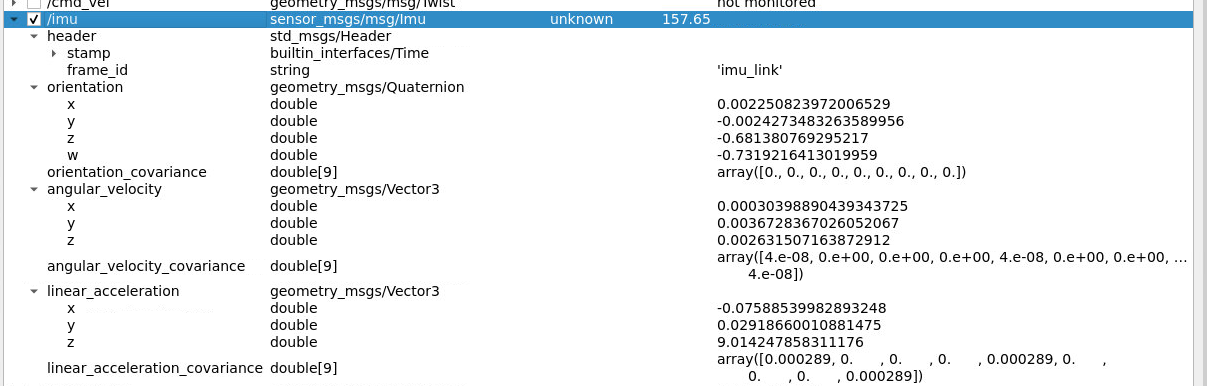 /cmd_vel geometry_msgs/msg/Twist not monitored
/imu sensor_msgs/msg/Imu unknown 157.65
header std_msgs/Header
stamp builtin_interfaces/Time
frame_id string 'imu_link'
orientation geometry_msgs/Quaternion
x double 0.002250823972006529
y double -0.0024273483263589956
z double -0.681380769295217
w double -0.7319216413019959
orientation_covariance double[9] array([0., 0., 0., 0., 0., 0., 0., 0., 0.])
angular_velocity geometry_msgs/Vector3
x double 0.00030398890439343725
y double 0.0036728367026052067
z double 0.002631507163872912
angular_velocity_covariance double[9] array([4.e-08, 0.e+00, 0.e+00, 0.e+00, 4.e-08, 0.e+00, 0.e+00, ...
4.e-08])
linear_acceleration geometry_msgs/Vector3
x double -0.07588539982893248
y double 0.02918660010881475
z double 9.014247858311176
linear_acceleration_covariance double[9] array([0.000289, 0. , 0. , 0. , 0.000289, 0. ,
0. , 0. , 0.000289])